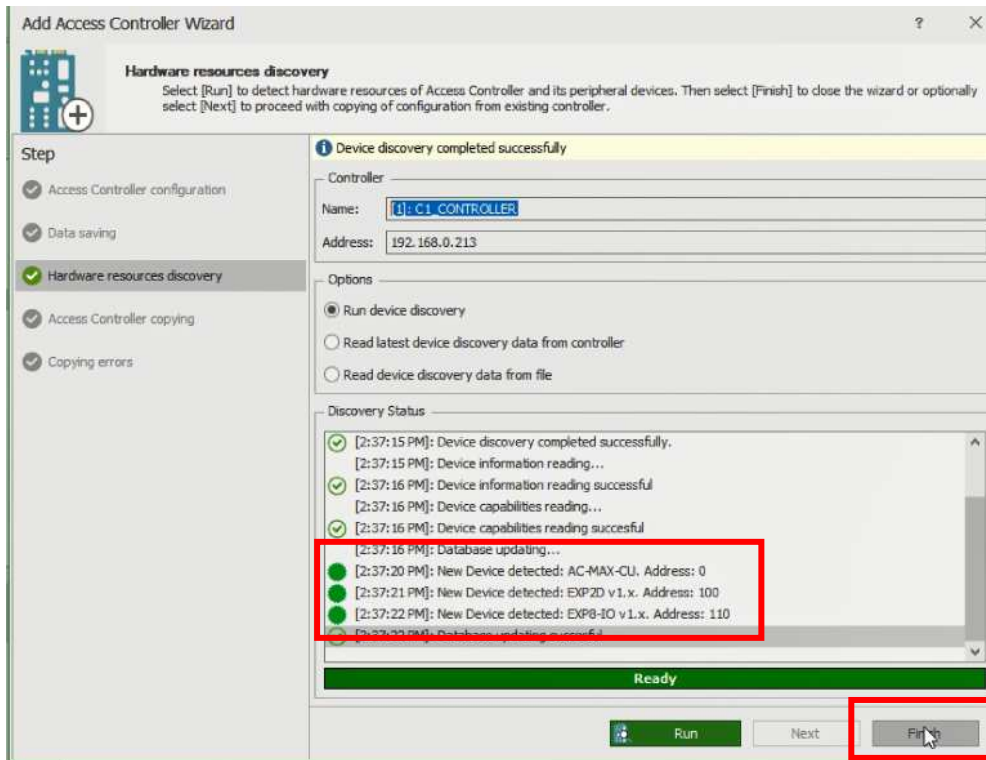 Add Access Controller Wizard
?
Hardware resources discovery
Select [Run] to detect hardware resources of Access Controller and its peripheral devices. Then select [Finish] to close the wizard or optionally
select [Next] to proceed with copying of configuration from existing controller.
Step
Access Controller configuration
Data saving
Hardware resources discovery
Access Controller copying
Copying errors
Device discovery completed successfully
Controller
Name: [1]: C1_CONTROLLER
Address: 192.168.0.213
Options
Run device discovery
Read latest device discovery data from controller
Read device discovery data from file
Discovery Status
[2:37:15 PM]: Device discovery completed successfully.
[2:37:15 PM]: Device information reading...
[2:37:16 PM]: Device information reading successful
[2:37:16 PM]: Device capabilities reading...
[2:37:16 PM]: Device capabilities reading succesful
[2:37:16 PM]: Database updating...
[2:37:20 PM]: New Device detected: AC-MAX-CU. Address: 0
[2:37:21 PM]: New Device detected: EXP2D v1.x. Address: 100
[2:37:22 PM]: New Device detected: EXP8-IO v1.x. Address: 110
[2:37:22 PM]: Database updating succesful
Ready
Run
Next
Finish